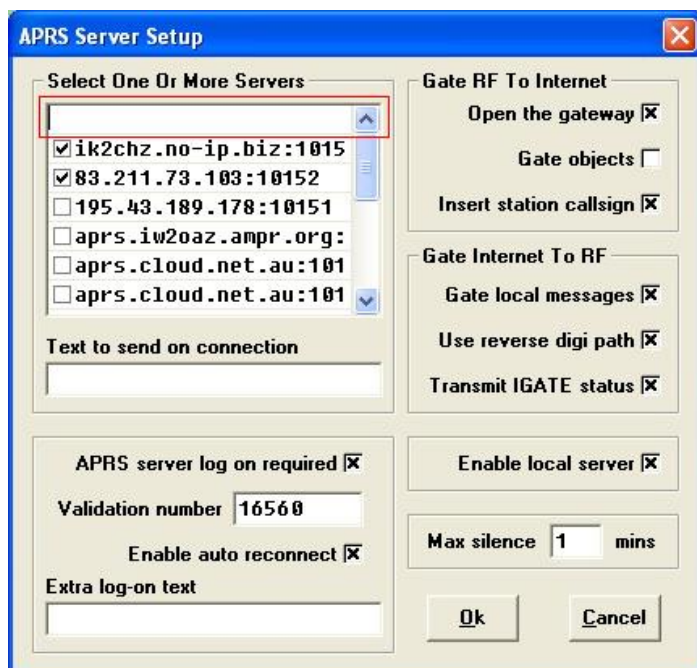 APRS Server Setup
Select One Or More Servers
ik2chz.no-ip.biz:1015
83.211.73.103:10152
195.43.189.178:10151
aprs.iw2oaz.ampr.org:
aprs.cloud.net.au:101
aprs.cloud.net.au:101
Text to send on connection
APRS server log on required
Validation number 16560
Enable auto reconnect
Extra log-on text
Gate RF To Internet
Open the gateway
Gate objects
Insert station callsign
Gate Internet To RF
Gate local messages
Use reverse digi path
Transmit IGATE status
Enable local server
Max silence 1 mins
Ok Cancel